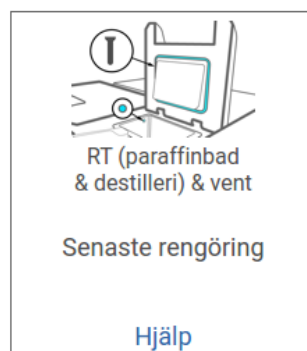 RT (paraffinbad
& destilleri) & vent
Senaste rengöring
Hjälp